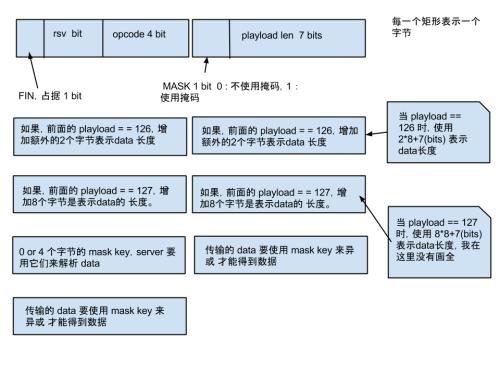 rsv bit
opcode 4 bit
playload len 7 bits
每一个矩形表示一个
字节
FIN. 占据 1 bit
MASK 1 bit 0 : 不使用掩码, 1 :
使用掩码
如果, 前面的 playload = = 126, 增
加额外的2个字节表示data 长度
如果, 前面的 playload = = 126, 增加
额外的2个字节表示data 长度
当 playload ==
126 时, 使用
2*8+7(bits) 表示
data长度
如果, 前面的 playload = = 127, 增
加8个字节是表示data的 长度。
如果, 前面的 playload = = 127, 增
加8个字节是表示data的 长度。
当 playload == 127
时, 使用 8*8+7(bits)
表示data长度, 我在
这里没有画全
0 or 4 个字节的 mask key. server 要
用它们来解析 data
传输的 data 要使用 mask key 来异
或 才能得到数据
传输的 data 要使用 mask key 来
异或 才能得到数据